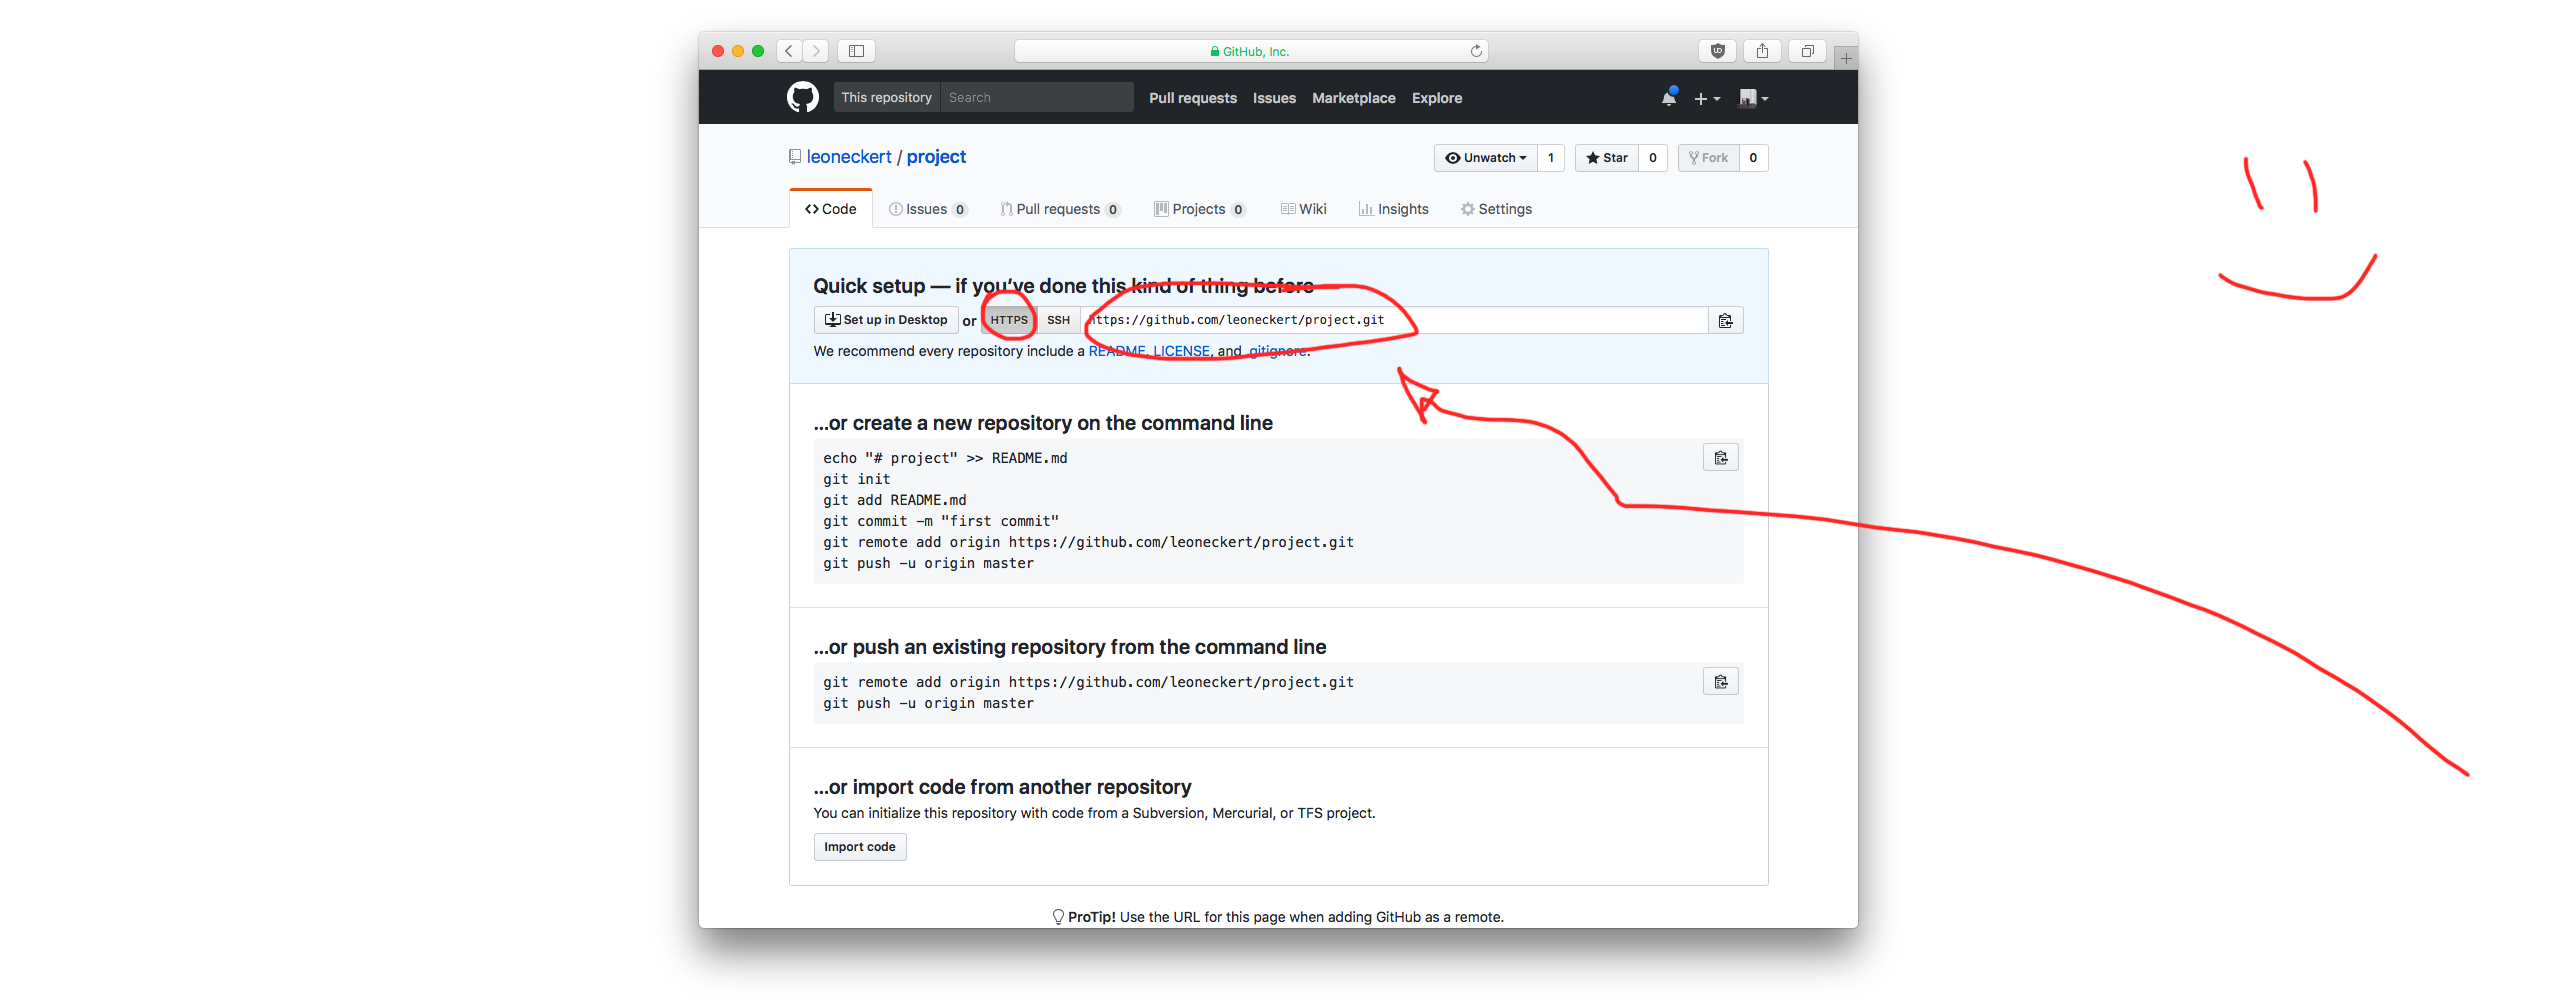 GitHub, Inc.
This repository Search Pull requests Issues Marketplace Explore
leoneckert / project Unwatch 1 Star 0 Fork 0
Code Issues 0 Pull requests 0 Projects 0 Wiki Insights Settings
Quick setup — if you’ve done this kind of thing before
Set up in Desktop or HTTPS SSH https://github.com/leoneckert/project.git
We recommend every repository include a README, LICENSE, and .gitignore.
…or create a new repository on the command line
echo "# project" >> README.md
git init
git add README.md
git commit -m "first commit"
git remote add origin https://github.com/leoneckert/project.git
git push -u origin master
…or push an existing repository from the command line
git remote add origin https://github.com/leoneckert/project.git
git push -u origin master
…or import code from another repository
You can initialize this repository with code from a Subversion, Mercurial, or TFS project.
Import code
ProTip! Use the URL for this page when adding GitHub as a remote.